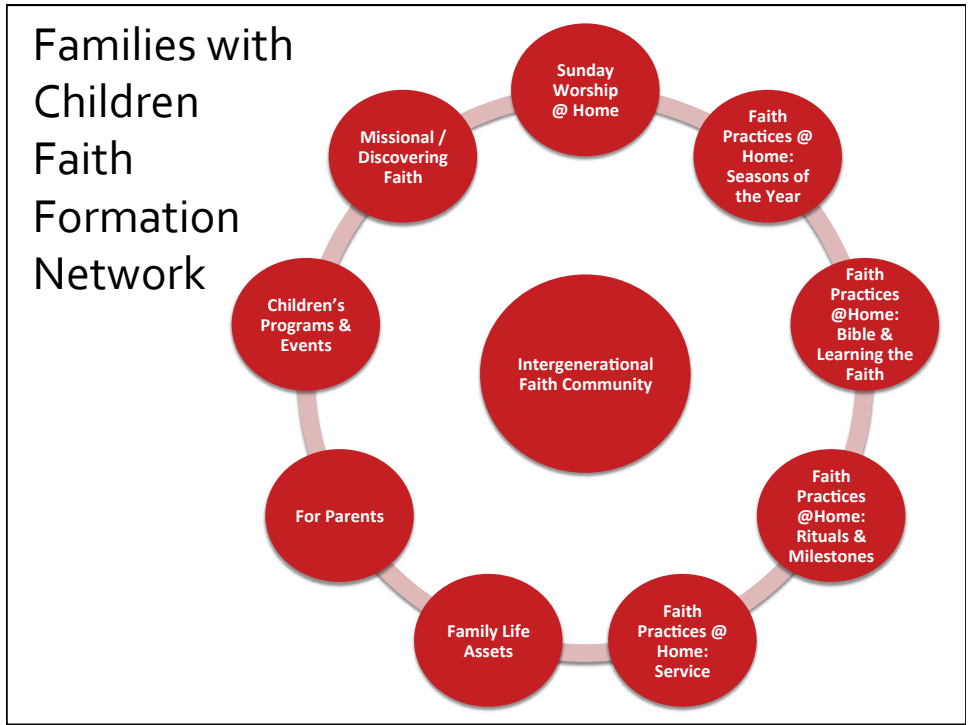 Families with
Children
Faith
Formation
Network
Sunday
Worship
@ Home
Faith
Practices @
Home:
Seasons of
the Year
Faith
Practices
@Home:
Bible &
Learning the
Faith
Faith
Practices
@Home:
Rituals &
Milestones
Faith
Practices @
Home:
Service
Family Life
Assets
For Parents
Children’s
Programs &
Events
Missional /
Discovering
Faith
Intergenerational
Faith Community